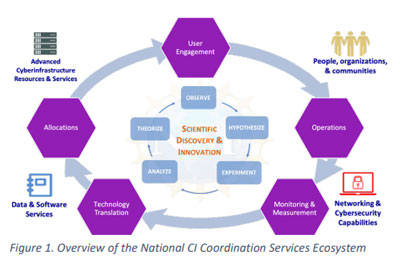 User
Engagement
Advanced
Cyberinfrastructure
Resources & Services
People, organizations,
& communities
OBSERVE
Allocations
THEORIZE
SCIENTIFIC
DISCOVERY &
INNOVATION
HYPOTHESIZE
Operations
ANALYZE
EXPERIMENT
Data & Software
Services
Technology
Translation
Monitoring &
Measurement
Networking &
Cybersecurity
Capabilities
Figure 1. Overview of the National CI Coordination Services Ecosystem